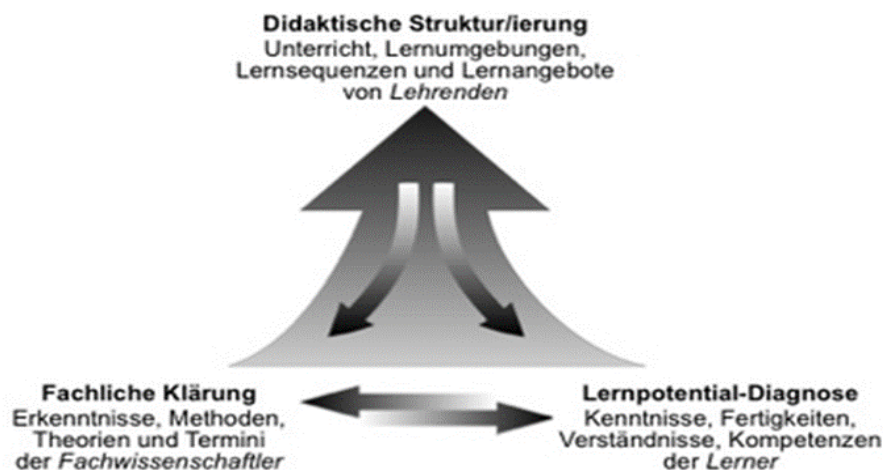 Didaktische Struktur/ierung
Unterricht, Lernumgebungen,
Lernsequenzen und Lernangebote
von Lehrenden
Fachliche Klärung
Erkenntnisse, Methoden,
Theorien und Termini
der Fachwissenschaftler
Lernpotential-Diagnose
Kenntnisse, Fertigkeiten,
Verständnisse, Kompetenzen
der Lerner